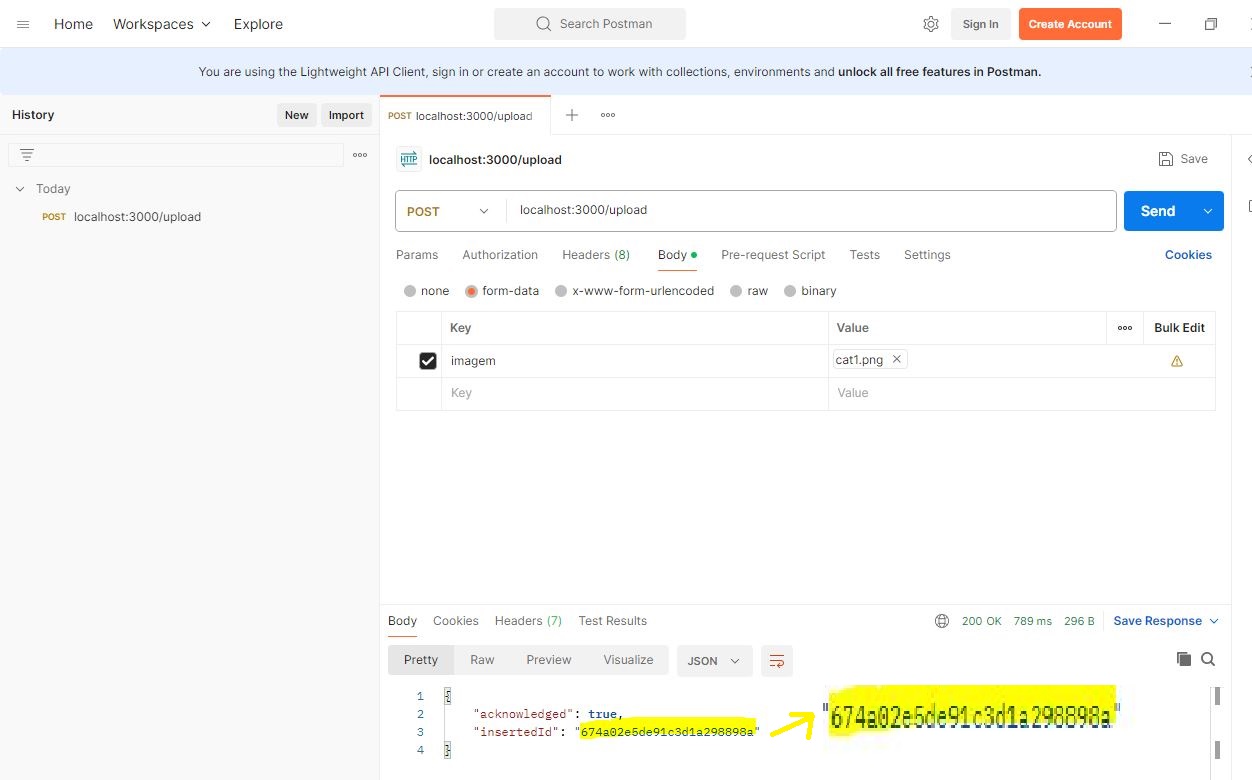 Home Workspaces Explore Search Postman Sign In Create Account
You are using the Lightweight API Client, sign in or create an account to work with collections, environments and unlock all free features in Postman.
History New Import POST localhost:3000/upload
HTTP localhost:3000/upload Save
Today
POST localhost:3000/upload
POST localhost:3000/upload Send
Params Authorization Headers (8) Body Pre-request Script Tests Settings Cookies
none form-data x-www-form-urlencoded raw binary
Key Value Bulk Edit
imagem cat1.png
Key Value
Body Cookies Headers (7) Test Results 200 OK 789 ms 296 B Save Response
Pretty Raw Preview Visualize JSON
1 {
2 "acknowledged": true,
3 "insertedId": "674a02e5de91c3d1a298898a"
4 }
"674a02e5de91c3d1a298898a"